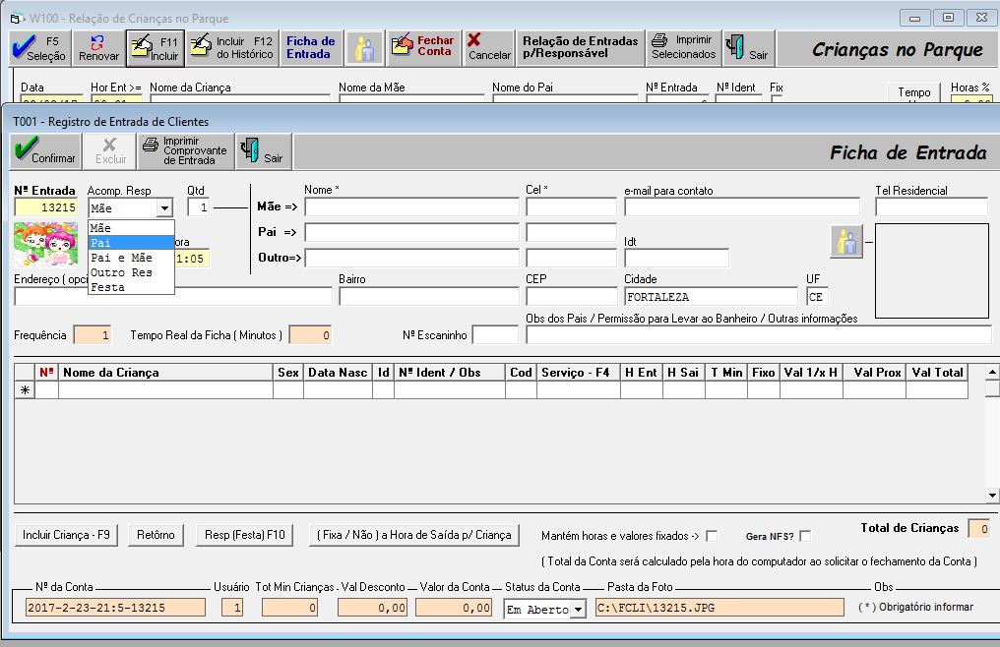 W100 - Relação de Crianças no Parque
F5 Seleção Renovar F11 Incluir Incluir F12 do Histórico Ficha de Entrada Fechar Conta Cancelar Relação de Entradas p/Responsável Imprimir Selecionados Sair Crianças no Parque
Data Hor Ent >= Nome da Criança Nome da Mãe Nome do Pai Nº Entrada Nº Ident Fix Tempo Horas %
T001 - Registro de Entrada de Clientes
Confirmar Excluir Imprimir Comprovante de Entrada Sair Ficha de Entrada
Nº Entrada Acomp. Resp Qtd Nome * Cel * e-mail para contato Tel Residencial
13215 Mãe 1 Mãe =>
Mãe
Pai Pai =>
ora Idt
Pai e Mãe 1:05 Outro=>
Outro Res
Festa
Endereço ( opci Bairro CEP Cidade UF
FORTALEZA CE
Obs dos Pais / Permissão para Levar ao Banheiro / Outras informações
Frequência 1 Tempo Real da Ficha ( Minutos ) 0 Nº Escaninho
Nº Nome da Criança Sex Data Nasc Id Nº Ident / Obs Cod Serviço - F4 H Ent H Sai T Min Fixo Val 1/x H Val Prox Val Total
Incluir Criança - F9 Retôrno Resp (Festa) F10 ( Fixa / Não ) a Hora de Saída p/ Criança Mantém horas e valores fixados -> Gera NFS? Total de Crianças 0
( Total da Conta será calculado pela hora do computador ao solicitar o fechamento da Conta )
Nº da Conta Usuário Tot Min Crianças Val Desconto Valor da Conta Status da Conta Pasta da Foto Obs
2017-2-23-21:5-13215 1 0 0,00 0,00 Em Aberto C:\FCLI\13215.JPG ( * ) Obrigatório informar